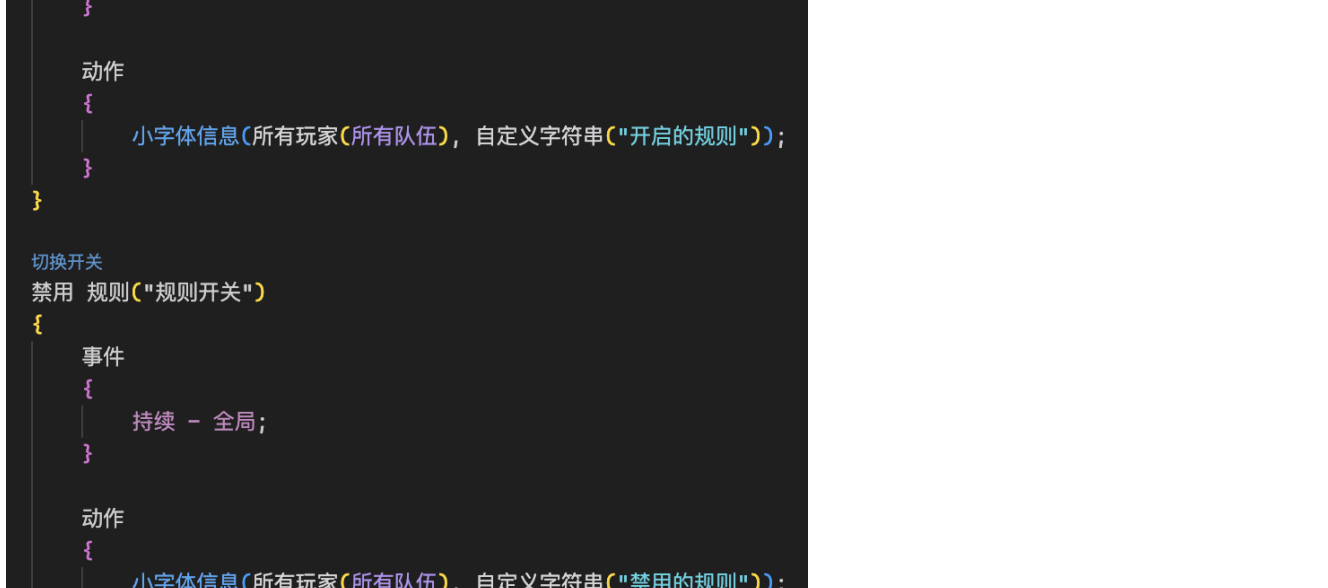 }
动作
{
小字体信息(所有玩家(所有队伍), 自定义字符串("开启的规则"));
}
}
切换开关
禁用 规则("规则开关")
{
事件
{
持续 - 全局;
}
动作
{
小字体信息(所有玩家(所有队伍), 自定义字符串("禁用的规则"));